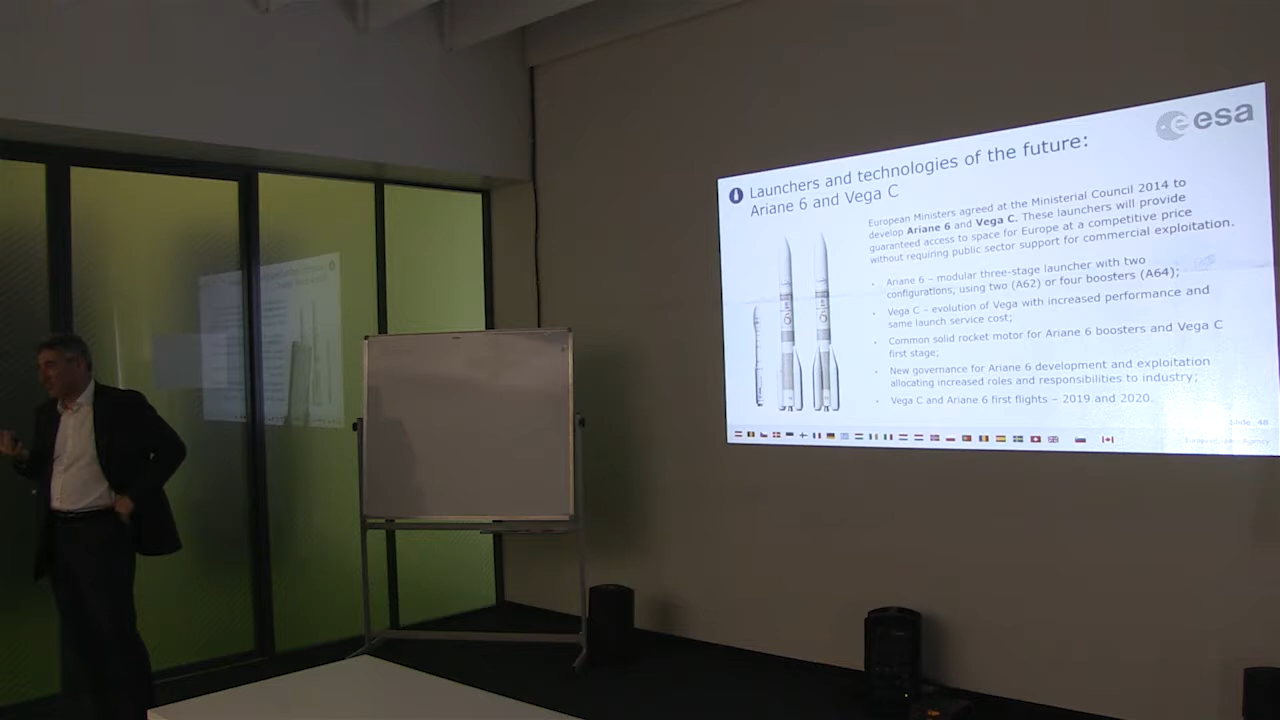 esa
Launchers and technologies of the future:
Ariane 6 and Vega C
European Ministers agreed at the Ministerial Council 2014 to
develop Ariane 6 and Vega C. These launchers will provide
guaranteed access to space for Europe at a competitive price
without requiring public sector support for commercial exploitation.
Ariane 6 – modular three-stage launcher with two
configurations, using two (A62) or four boosters (A64);
Vega C – evolution of Vega with increased performance and
same launch service cost;
Common solid rocket motor for Ariane 6 boosters and Vega C
first stage;
New governance for Ariane 6 development and exploitation
allocating increased roles and responsibilities to industry;
Vega C and Ariane 6 first flights – 2019 and 2020.
Slide 48
European Space Agency